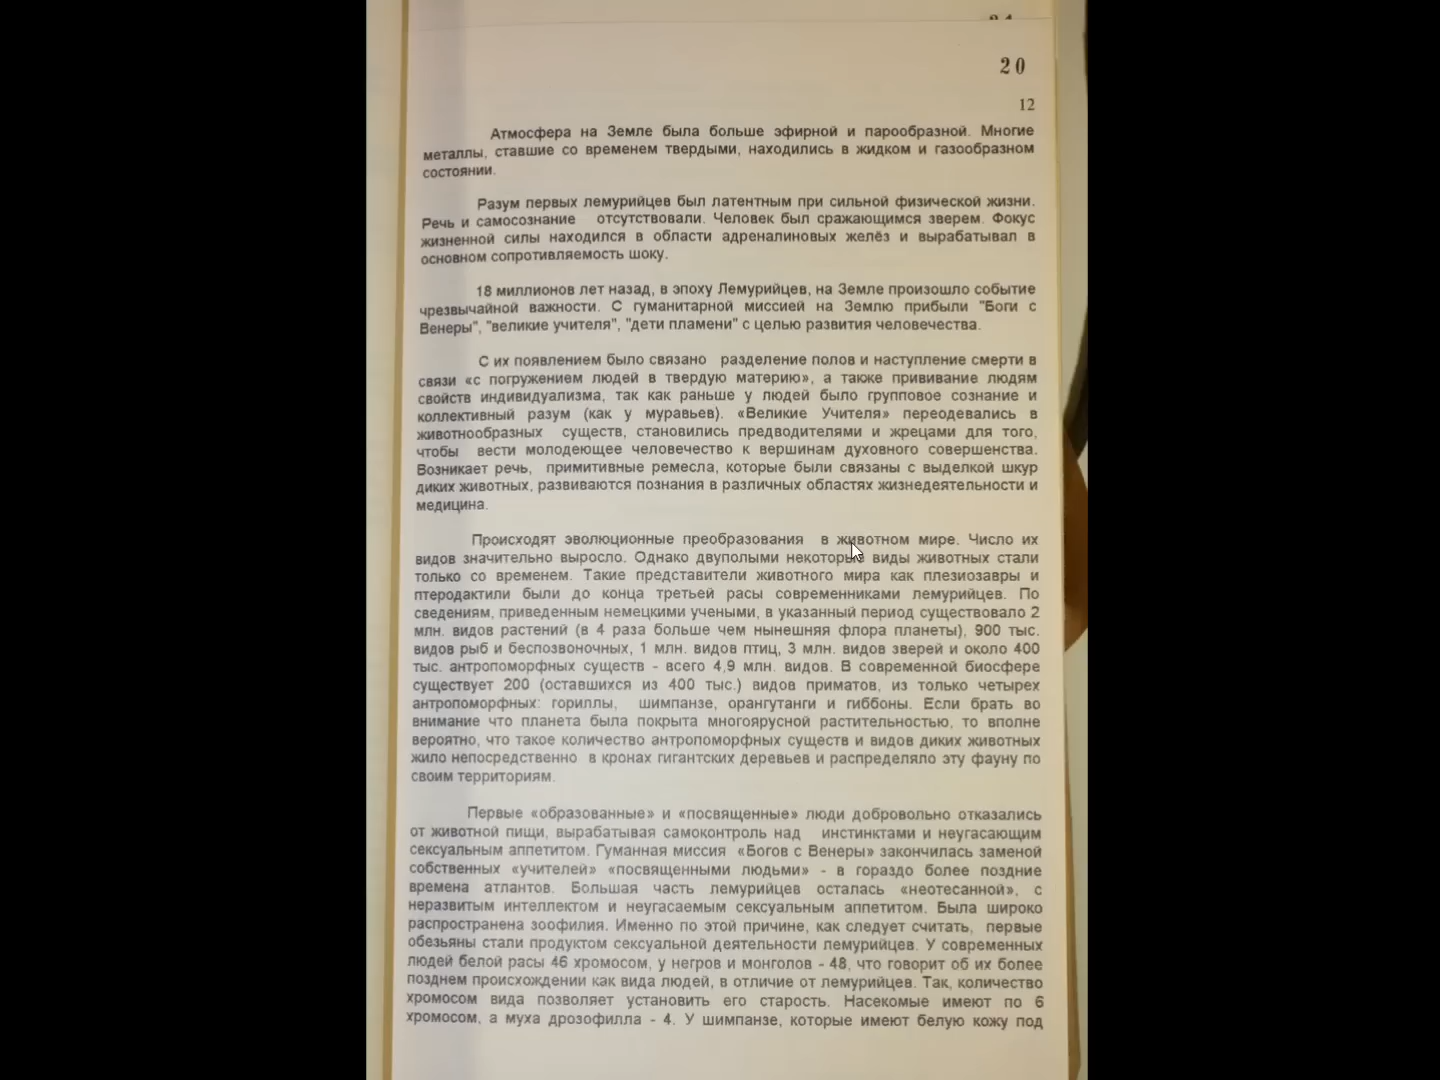 20
12
Атмосфера на Земле была больше эфирной и парообразной. Многие
металлы, ставшие со временем твердыми, находились в жидком и газообразном
состоянии.
Разум первых лемурийцев был латентным при сильной физической жизни.
Речь и самосознание отсутствовали. Человек был сражающимся зверем. Фокус
жизненной силы находился в области адреналиновых желёз и вырабатывал в
основном сопротивляемость шоку.
18 миллионов лет назад, в эпоху Лемурийцев, на Земле произошло событие
чрезвычайной важности. С гуманитарной миссией на Землю прибыли "Боги с
Венеры", "великие учителя", "дети пламени" с целью развития человечества.
С их появлением было связано разделение полов и наступление смерти в
связи «с погружением людей в твердую материю», а также прививание людям
свойств индивидуализма, так как раньше у людей было групповое сознание и
коллективный разум (как у муравьев). «Великие Учителя» переодевались в
животнообразных существ, становились предводителями и жрецами для того,
чтобы вести молодеющее человечество к вершинам духовного совершенства.
Возникает речь, примитивные ремесла, которые были связаны с выделкой шкур
диких животных, развиваются познания в различных областях жизнедеятельности и
медицина.
Происходят эволюционные преобразования в животном мире. Число их
видов значительно выросло. Однако двуполыми некоторые виды животных стали
только со временем. Такие представители животного мира как плезиозавры и
птеродактили были до конца третьей расы современниками лемурийцев. По
сведениям, приведенным немецкими учеными, в указанный период существовало 2
млн. видов растений (в 4 раза больше чем нынешняя флора планеты), 900 тыс.
видов рыб и беспозвоночных, 1 млн. видов птиц, 3 млн. видов зверей и около 400
тыс. антропоморфных существ - всего 4,9 млн. видов. В современной биосфере
существует 200 (оставшихся из 400 тыс.) видов приматов, из только четырех
антропоморфных: гориллы, шимпанзе, орангутанги и гиббоны. Если брать во
внимание что планета была покрыта многоярусной растительностью, то вполне
вероятно, что такое количество антропоморфных существ и видов диких животных
жило непосредственно в кронах гигантских деревьев и распределяло эту фауну по
своим территориям.
Первые «образованные» и «посвященные» люди добровольно отказались
от животной пищи, вырабатывая самоконтроль над инстинктами и неугасающим
сексуальным аппетитом. Гуманная миссия «Богов с Венеры» закончилась заменой
собственных «учителей» «посвященными людьми» - в гораздо более поздние
времена атлантов. Большая часть лемурийцев осталась «неотесанной», с
неразвитым интеллектом и неугасаемым сексуальным аппетитом. Была широко
распространена зоофилия. Именно по этой причине, как следует считать, первые
обезьяны стали продуктом сексуальной деятельности лемурийцев. У современных
людей белой расы 46 хромосом, у негров и монголов - 48, что говорит об их более
позднем происхождении как вида людей, в отличие от лемурийцев. Так, количество
хромосом вида позволяет установить его старость. Насекомые имеют по 6
хромосом, а муха дрозофилла - 4. У шимпанзе, которые имеют белую кожу под